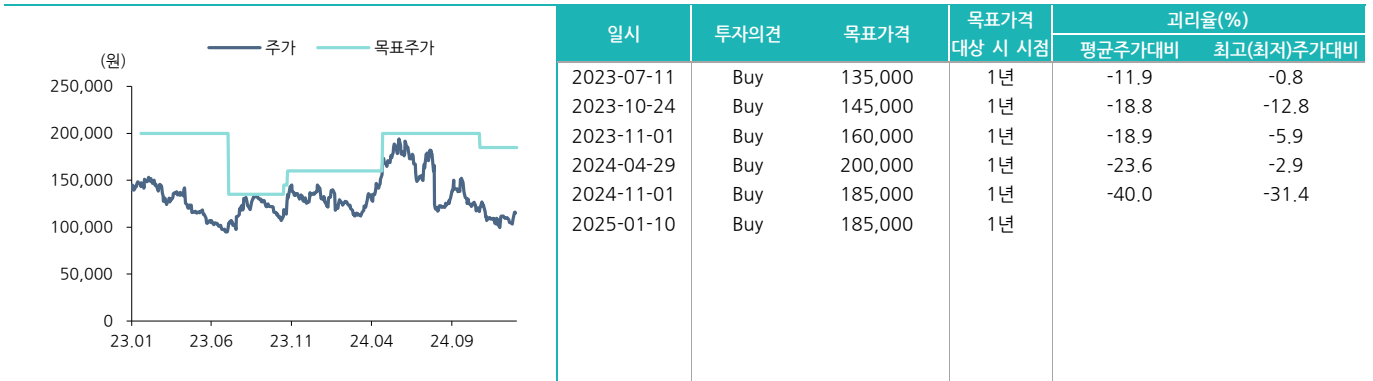 주가 목표주가
(원)
250,000
200,000
150,000
100,000
50,000
0
23.01 23.06 23.11 24.04 24.09
일시 투자의견 목표가격 목표가격 대상 시 시점 괴리율(%)
평균주가대비 최고(최저)주가대비
2023-07-11 Buy 135,000 1년 -11.9 -0.8
2023-10-24 Buy 145,000 1년 -18.8 -12.8
2023-11-01 Buy 160,000 1년 -18.9 -5.9
2024-04-29 Buy 200,000 1년 -23.6 -2.9
2024-11-01 Buy 185,000 1년 -40.0 -31.4
2025-01-10 Buy 185,000 1년